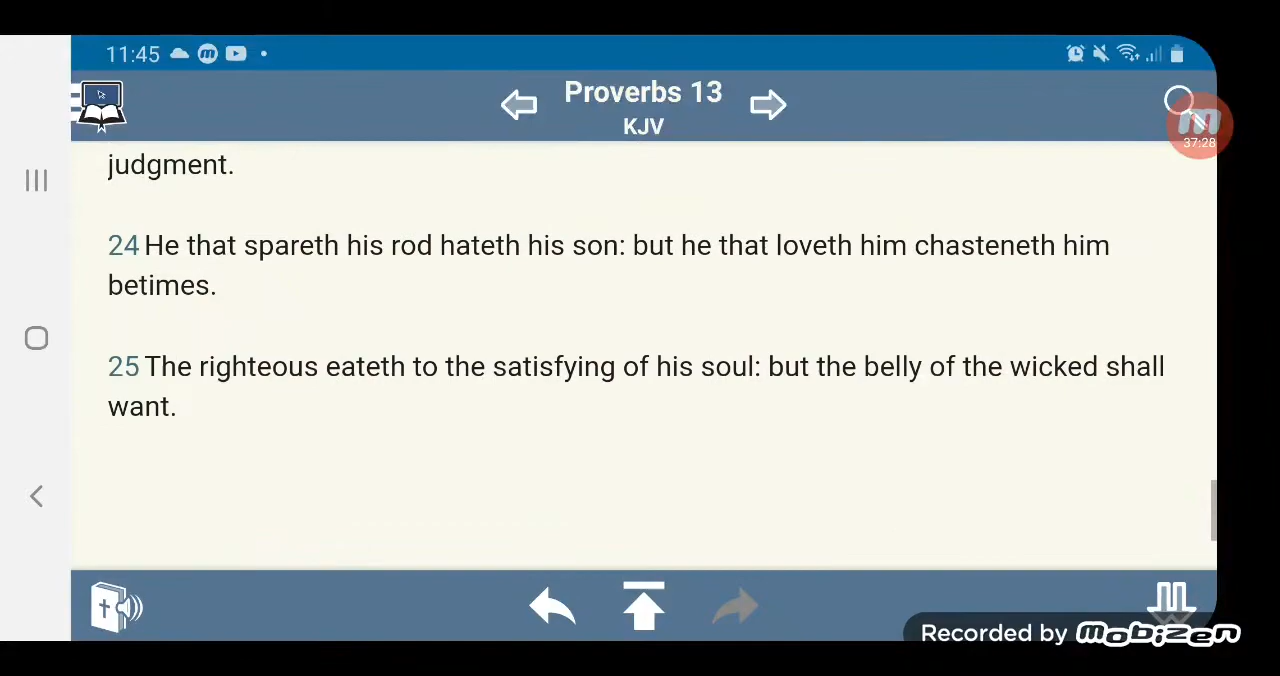 11:45
Proverbs 13
KJV
37:28
judgment.
24 He that spareth his rod hateth his son: but he that loveth him chasteneth him
betimes.
25 The righteous eateth to the satisfying of his soul: but the belly of the wicked shall
want.
Recorded by Mobizen